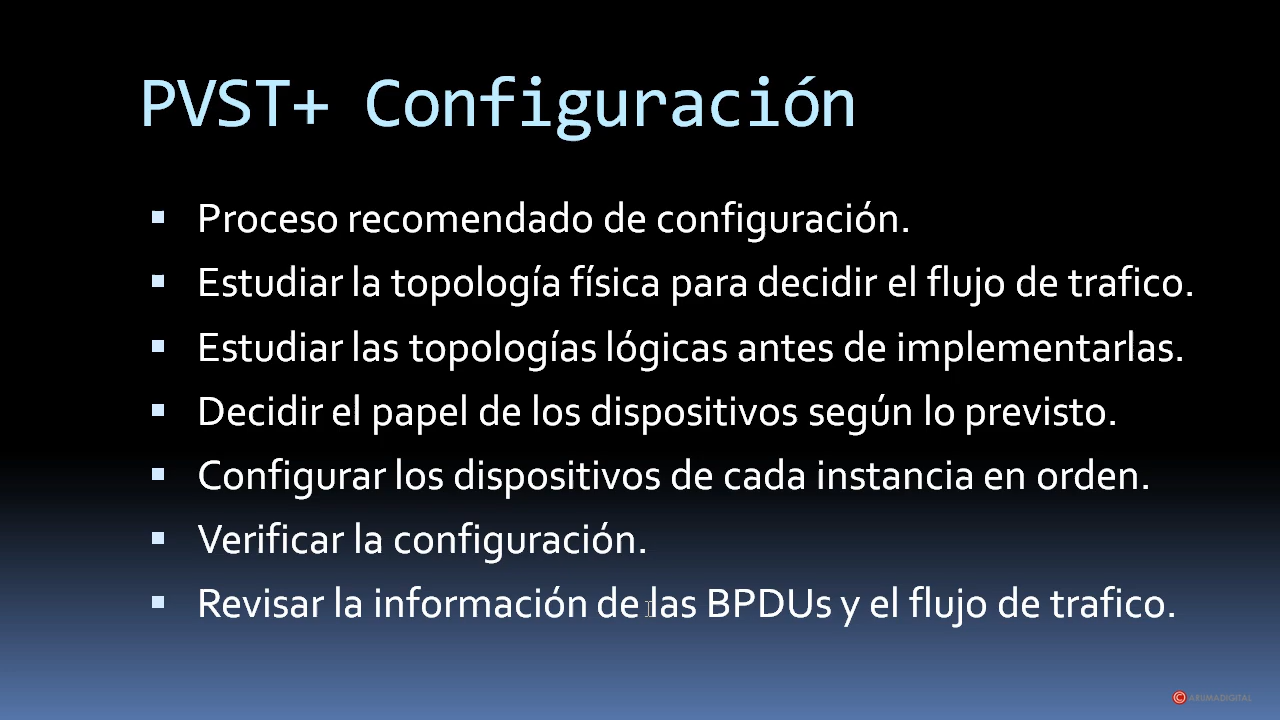 PVST+ Configuración
Proceso recomendado de configuración.
Estudiar la topología física para decidir el flujo de trafico.
Estudiar las topologías lógicas antes de implementarlas.
Decidir el papel de los dispositivos según lo previsto.
Configurar los dispositivos de cada instancia en orden.
Verificar la configuración.
Revisar la información de las BPDUs y el flujo de trafico.